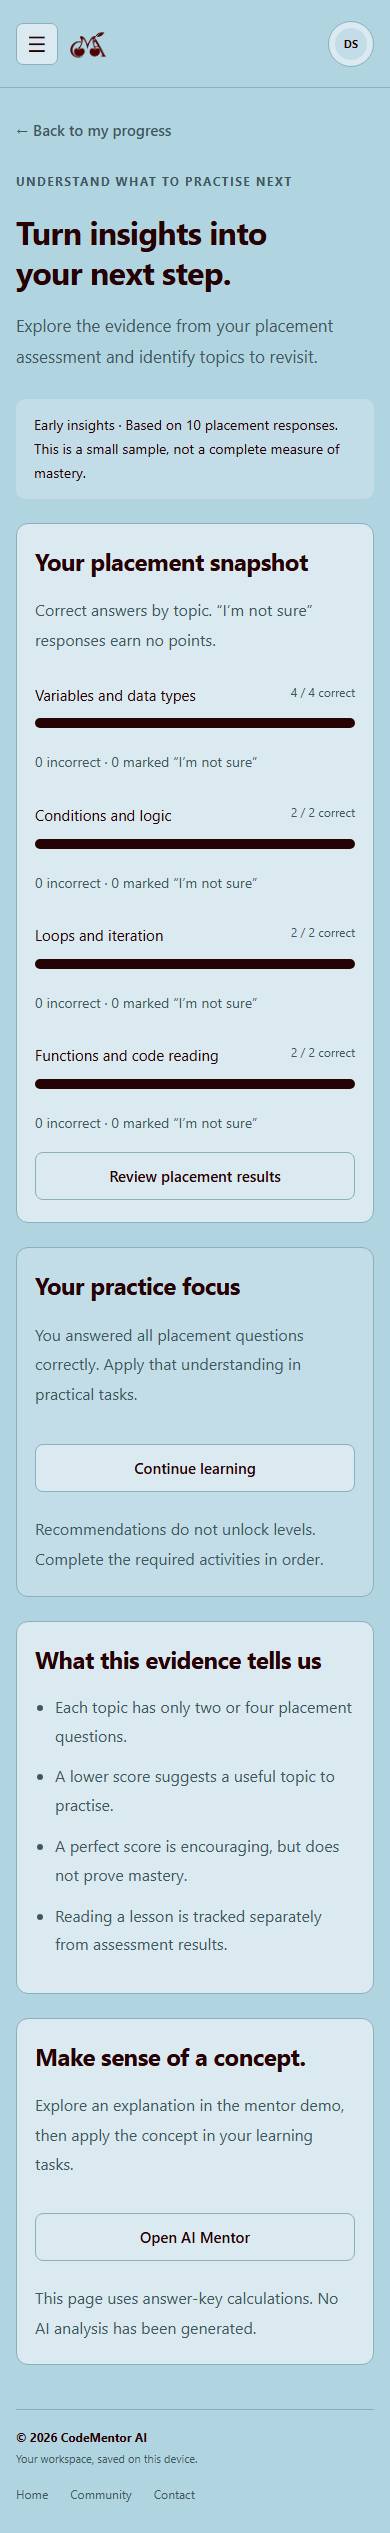 DS
← Back to my progress
UNDERSTAND WHAT TO PRACTISE NEXT
Turn insights into
your next step.
Explore the evidence from your placement
assessment and identify topics to revisit.
Early insights · Based on 10 placement responses.
This is a small sample, not a complete measure of
mastery.
Your placement snapshot
Correct answers by topic. “I’m not sure”
responses earn no points.
Variables and data types 4 / 4 correct
0 incorrect · 0 marked “I’m not sure”
Conditions and logic 2 / 2 correct
0 incorrect · 0 marked “I’m not sure”
Loops and iteration 2 / 2 correct
0 incorrect · 0 marked “I’m not sure”
Functions and code reading 2 / 2 correct
0 incorrect · 0 marked “I’m not sure”
Review placement results
Your practice focus
You answered all placement questions
correctly. Apply that understanding in
practical tasks.
Continue learning
Recommendations do not unlock levels.
Complete the required activities in order.
What this evidence tells us
• Each topic has only two or four placement
questions.
• A lower score suggests a useful topic to
practise.
• A perfect score is encouraging, but does
not prove mastery.
• Reading a lesson is tracked separately
from assessment results.
Make sense of a concept.
Explore an explanation in the mentor demo,
then apply the concept in your learning
tasks.
Open AI Mentor
This page uses answer-key calculations. No
AI analysis has been generated.
© 2026 CodeMentor AI
Your workspace, saved on this device.
Home Community Contact